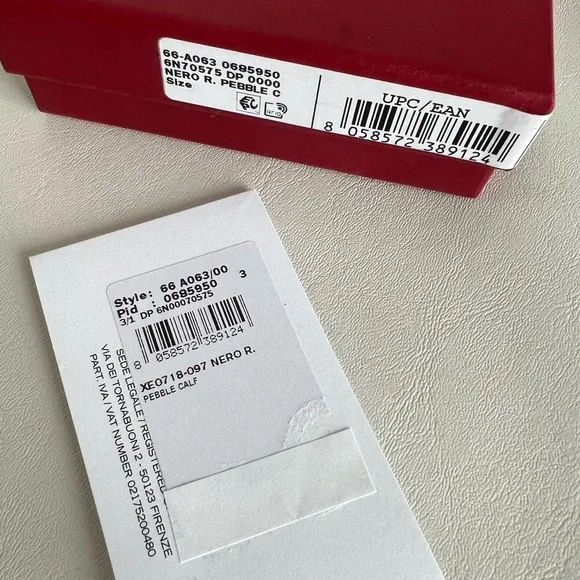 66-A063 0685950
6N70575 DP 0000
NERO R. PEBBLE C
Size
RFID
UPC/EAN
8 058572 389124
Style: 66 A063/00 3
Pid : 0685950
3/1 DP 6N00070575
8 058572 389124
XE0718-097 NERO R.
PEBBLE CALF
SEDE LEGALE / REGISTERED
VIA DEI TORNABUONI 2 - 50123 FIRENZE
PART. IVA / VAT NUMBER 02175200480